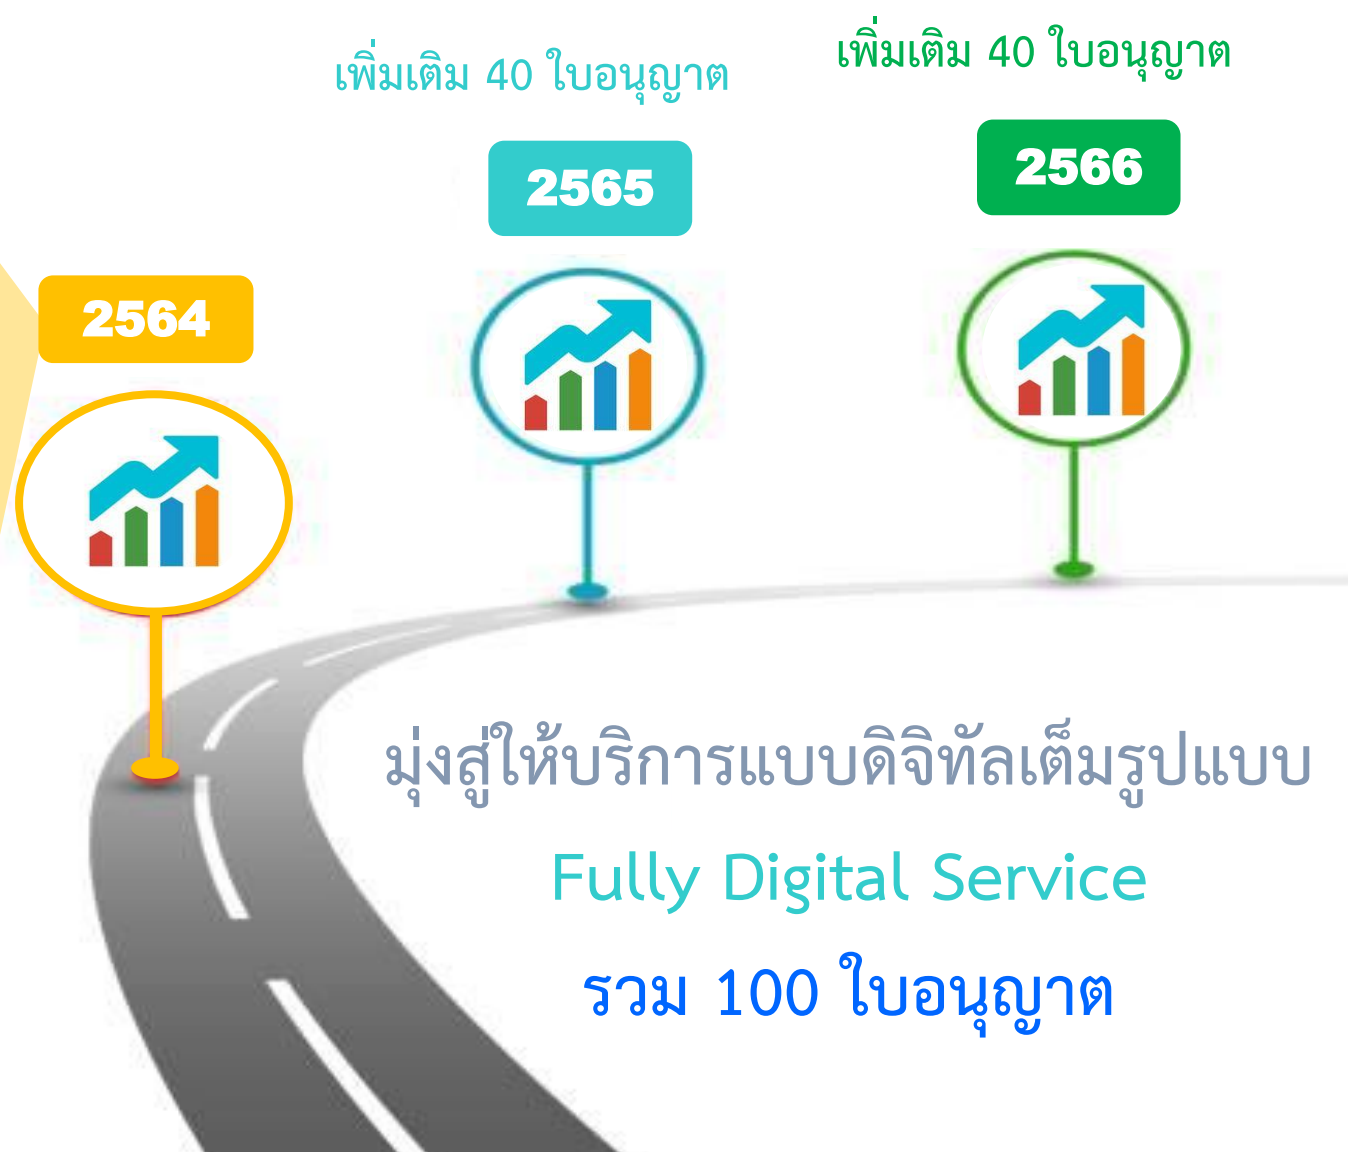 เพิ่มเติม 40 ใบอนุญาต
2565
เพิ่มเติม 40 ใบอนุญาต
2566
2564
มุ่งสู่ให้บริการแบบดิจิทัลเต็มรูปแบบ
Fully Digital Service
รวม 100 ใบอนุญาต